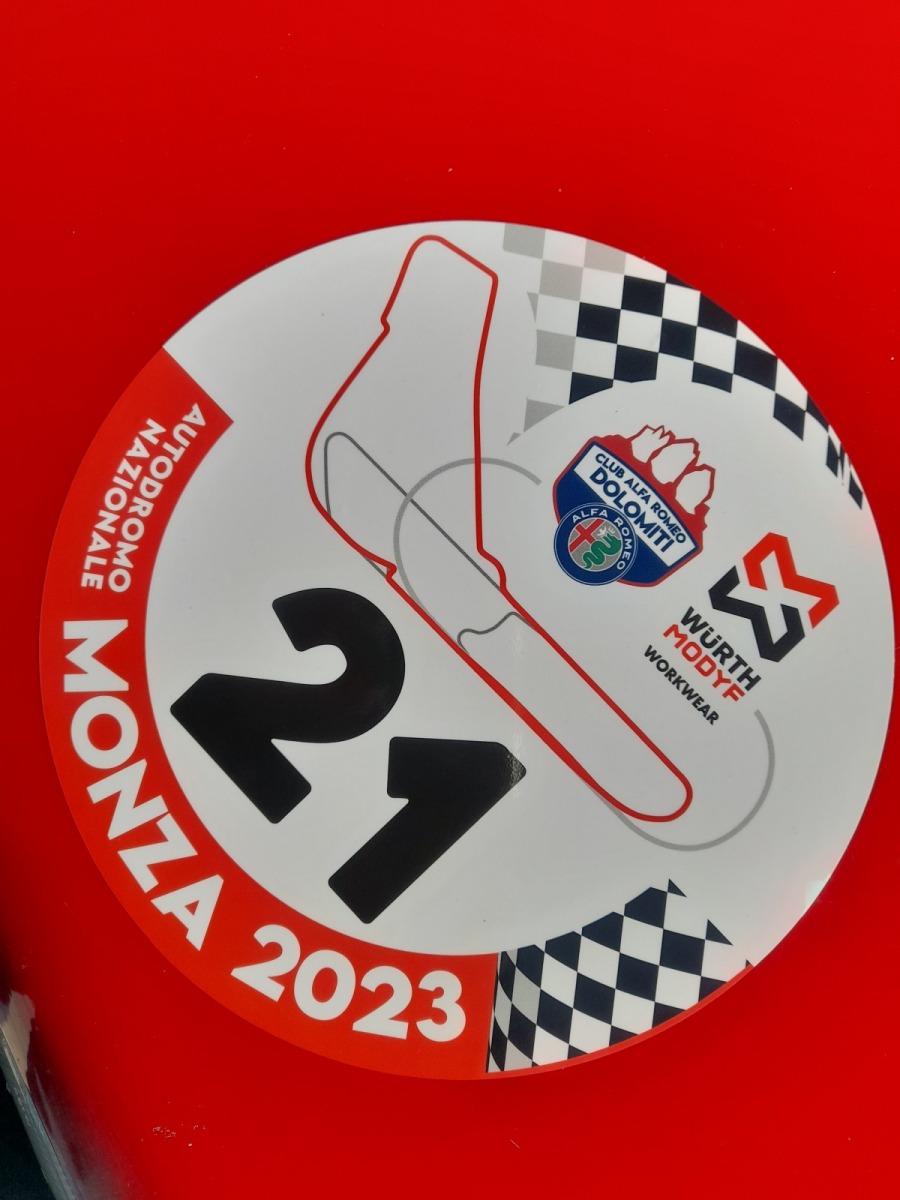 CLUB ALFA ROMEO
DOLOMITI
ALFA ROMEO
WÜRTH
MODYF
WORKWEAR
21
AUTODROMO
NAZIONALE
MONZA 2023